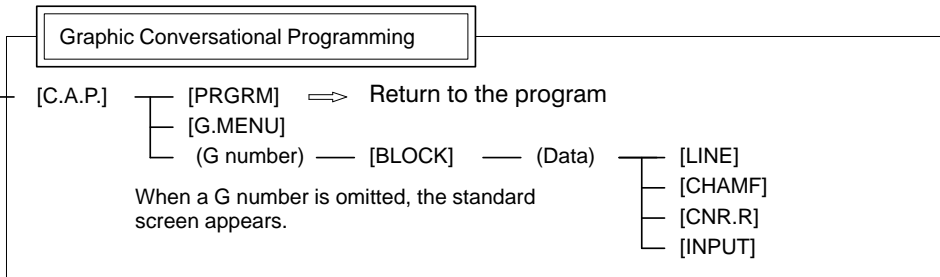 Graphic Conversational Programming
[C.A.P.] [PRGRM] ⇒ Return to the program
[G.MENU]
(G number) [BLOCK] (Data) [LINE]
When a G number is omitted, the standard
screen appears.
[CHAMF]
[CNR.R]
[INPUT]